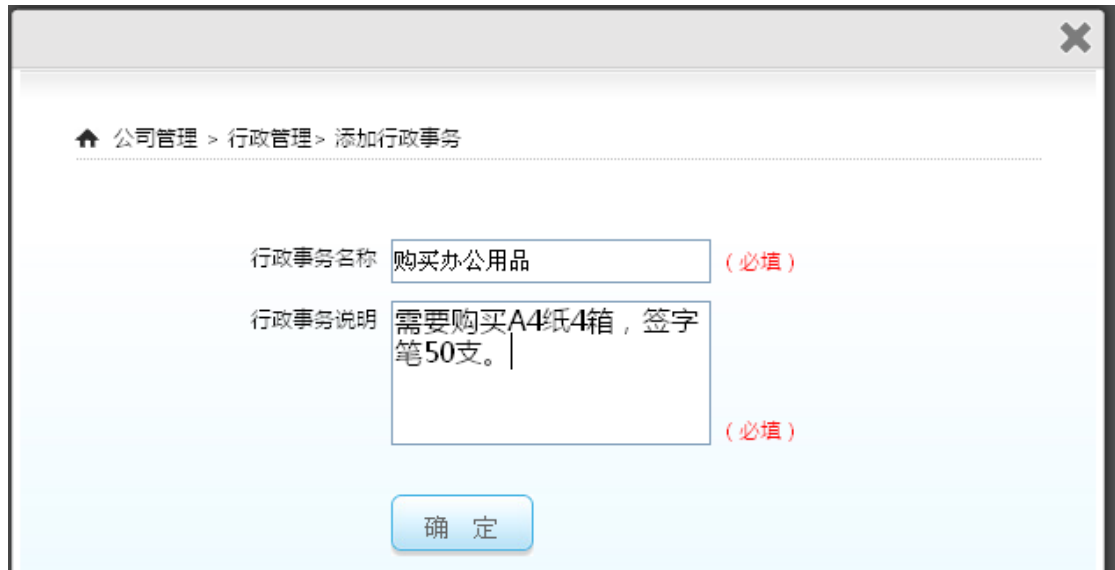 公司管理 > 行政管理> 添加行政事务
行政事务名称 购买办公用品 (必填)
行政事务说明 需要购买A4纸4箱，签字
笔50支。
(必填)
确 定